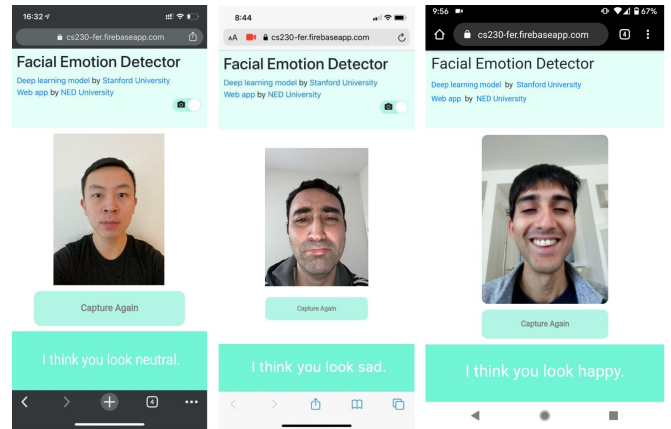 16:32
cs230-fer.firebaseapp.com
Facial Emotion Detector
Deep learning model by Stanford University
Web app by NED University
Capture Again
I think you look neutral.
4
8:44
AA cs230-fer.firebaseapp.com
Facial Emotion Detector
Deep learning model by Stanford University
Web app by NED University
Capture Again
I think you look sad.
9:56 67%
cs230-fer.firebaseapp.com 4
Facial Emotion Detector
Deep learning model by Stanford University
Web app by NED University
Capture Again
I think you look happy.